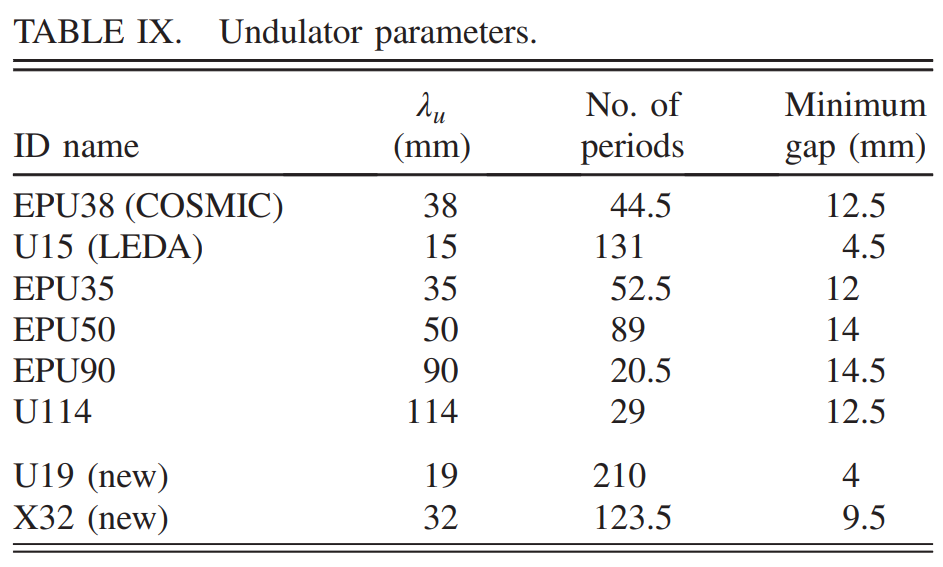 TABLE IX. Undulator parameters.
λu No. of Minimum
ID name (mm) periods gap (mm)
EPU38 (COSMIC) 38 44.5 12.5
U15 (LEDA) 15 131 4.5
EPU35 35 52.5 12
EPU50 50 89 14
EPU90 90 20.5 14.5
U114 114 29 12.5
U19 (new) 19 210 4
X32 (new) 32 123.5 9.5